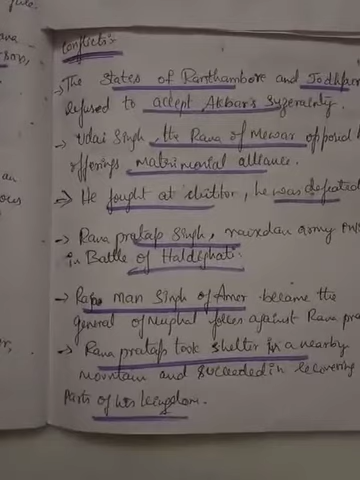 Conflicts:
→ The States of Ranthambore and Jodhpur
refused to accept Akbar's suzerainty.
→ Udai Singh, the Rana of Mewar opposed
offerings matrimonial alliance.
→ He fought at chittor, he was defeated
→ Rana pratap Singh, army
in Battle of Haldighati.
→ Raja man Singh of Amer became the
general of Mughal forces against Rana pra
→ Rana pratap took shelter in a nearby
mountain and succeeded in recovering
Parts of his kingdom.